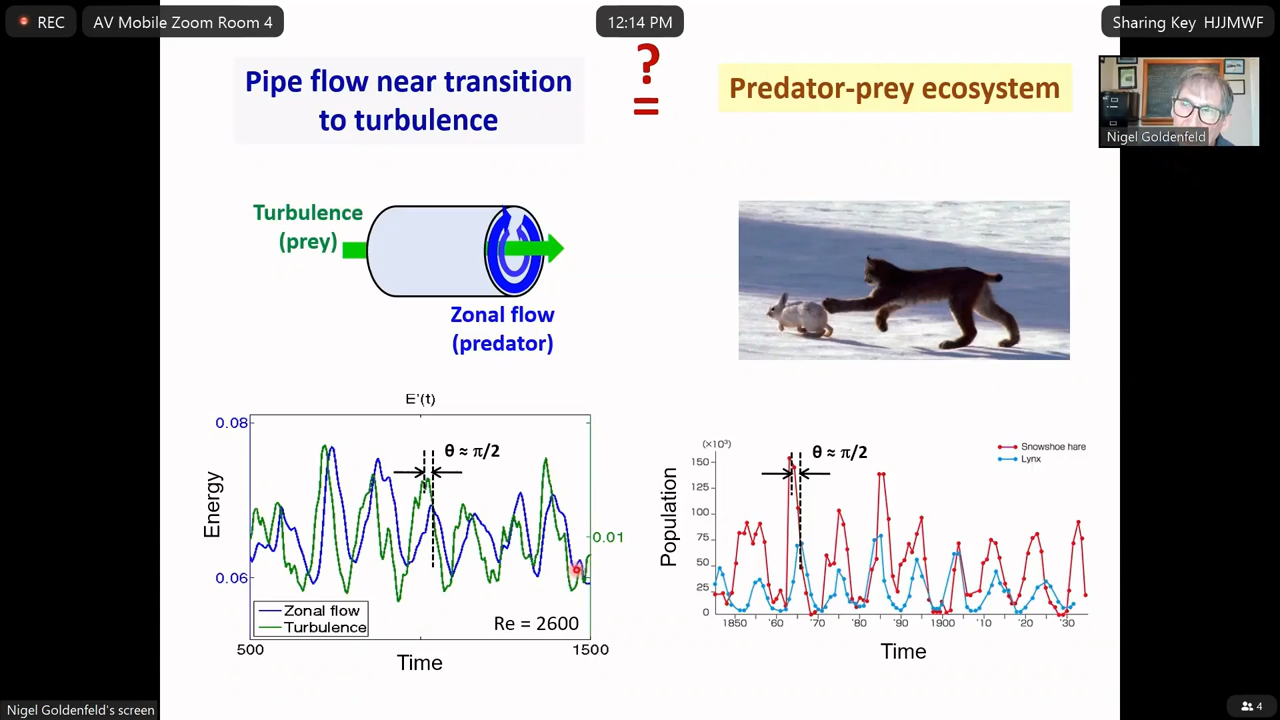 REC
AV Mobile Zoom Room 4
12:14 PM
Sharing Key HJJMWF
Pipe flow near transition
to turbulence
?
=
Predator-prey ecosystem
Nigel Goldenfeld
Turbulence
(prey)
Zonal flow
(predator)
E'(t)
0.08
0.06
0.01
Energy
θ ≈ π/2
Zonal flow
Turbulence
Re = 2600
500
1500
Time
(×10³)
150
125
100
75
50
25
0
Population
θ ≈ π/2
Snowshoe hare
Lynx
1850 '60 '70 '80 '90 1900 '10 '20 '30
Time
Nigel Goldenfeld's screen
4